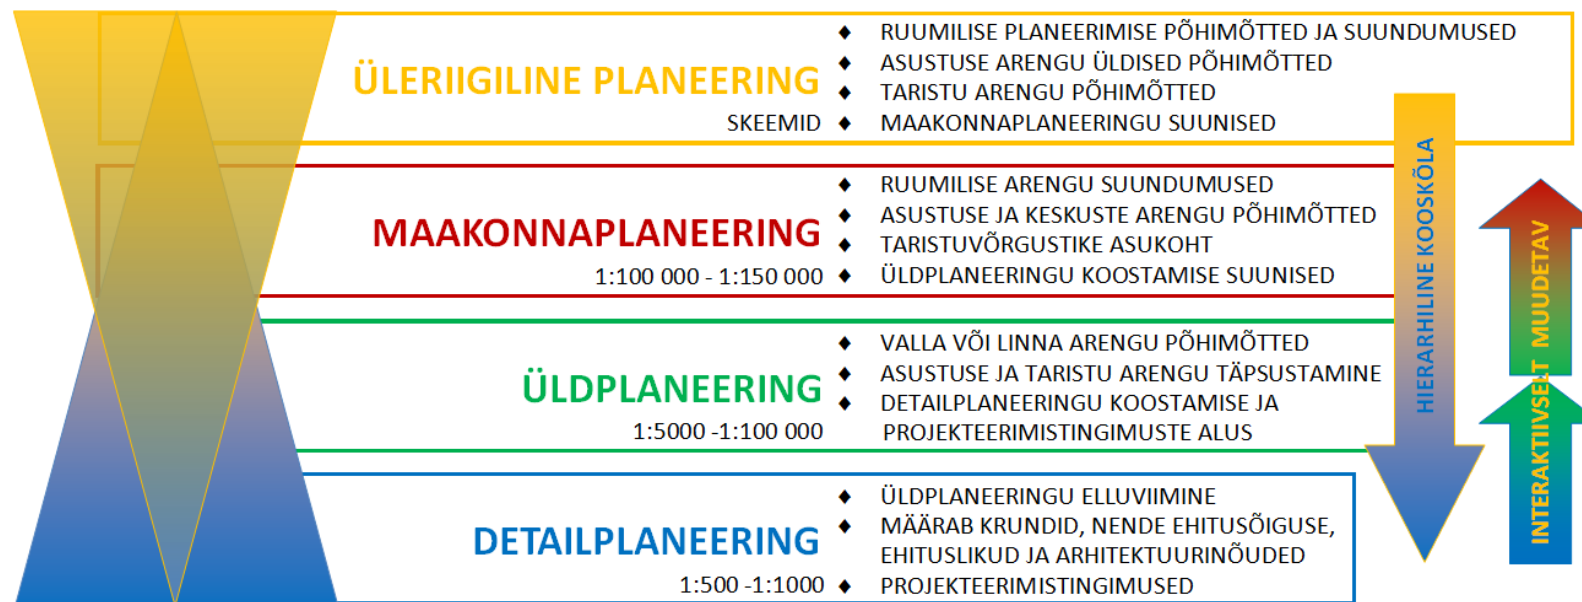 ÜLERIIGILINE PLANEERING
SKEEMID
♦ RUUMILISE PLANEERIMISE PÕHIMÕTTED JA SUUNDUMUSED
♦ ASUSTUSE ARENGU ÜLDISED PÕHIMÕTTED
♦ TARISTU ARENGU PÕHIMÕTTED
♦ MAAKONNAPLANEERINGU SUUNISED
MAAKONNAPLANEERING
1:100 000 - 1:150 000
♦ RUUMILISE ARENGU SUUNDUMUSED
♦ ASUSTUSE JA KESKUSTE ARENGU PÕHIMÕTTED
♦ TARISTUVÕRGUSTIKE ASUKOHT
♦ ÜLDPLANEERINGU KOOSTAMISE SUUNISED
ÜLDPLANEERING
1:5000 -1:100 000
♦ VALLA VÕI LINNA ARENGU PÕHIMÕTTED
♦ ASUSTUSE JA TARISTU ARENGU TÄPSUSTAMINE
♦ DETAILPLANEERINGU KOOSTAMISE JA
PROJEKTEERIMISTINGIMUSTE ALUS
DETAILPLANEERING
1:500 -1:1000
♦ ÜLDPLANEERINGU ELLUVIIMINE
♦ MÄÄRAB KRUNDID, NENDE EHITUSÕIGUSE,
EHITUSLIKUD JA ARHITEKTUURINÕUDED
♦ PROJEKTEERIMISTINGIMUSED
HIERARHILINE KOOSKÕLA
INTERAKTIIVSELT MUUDETAV